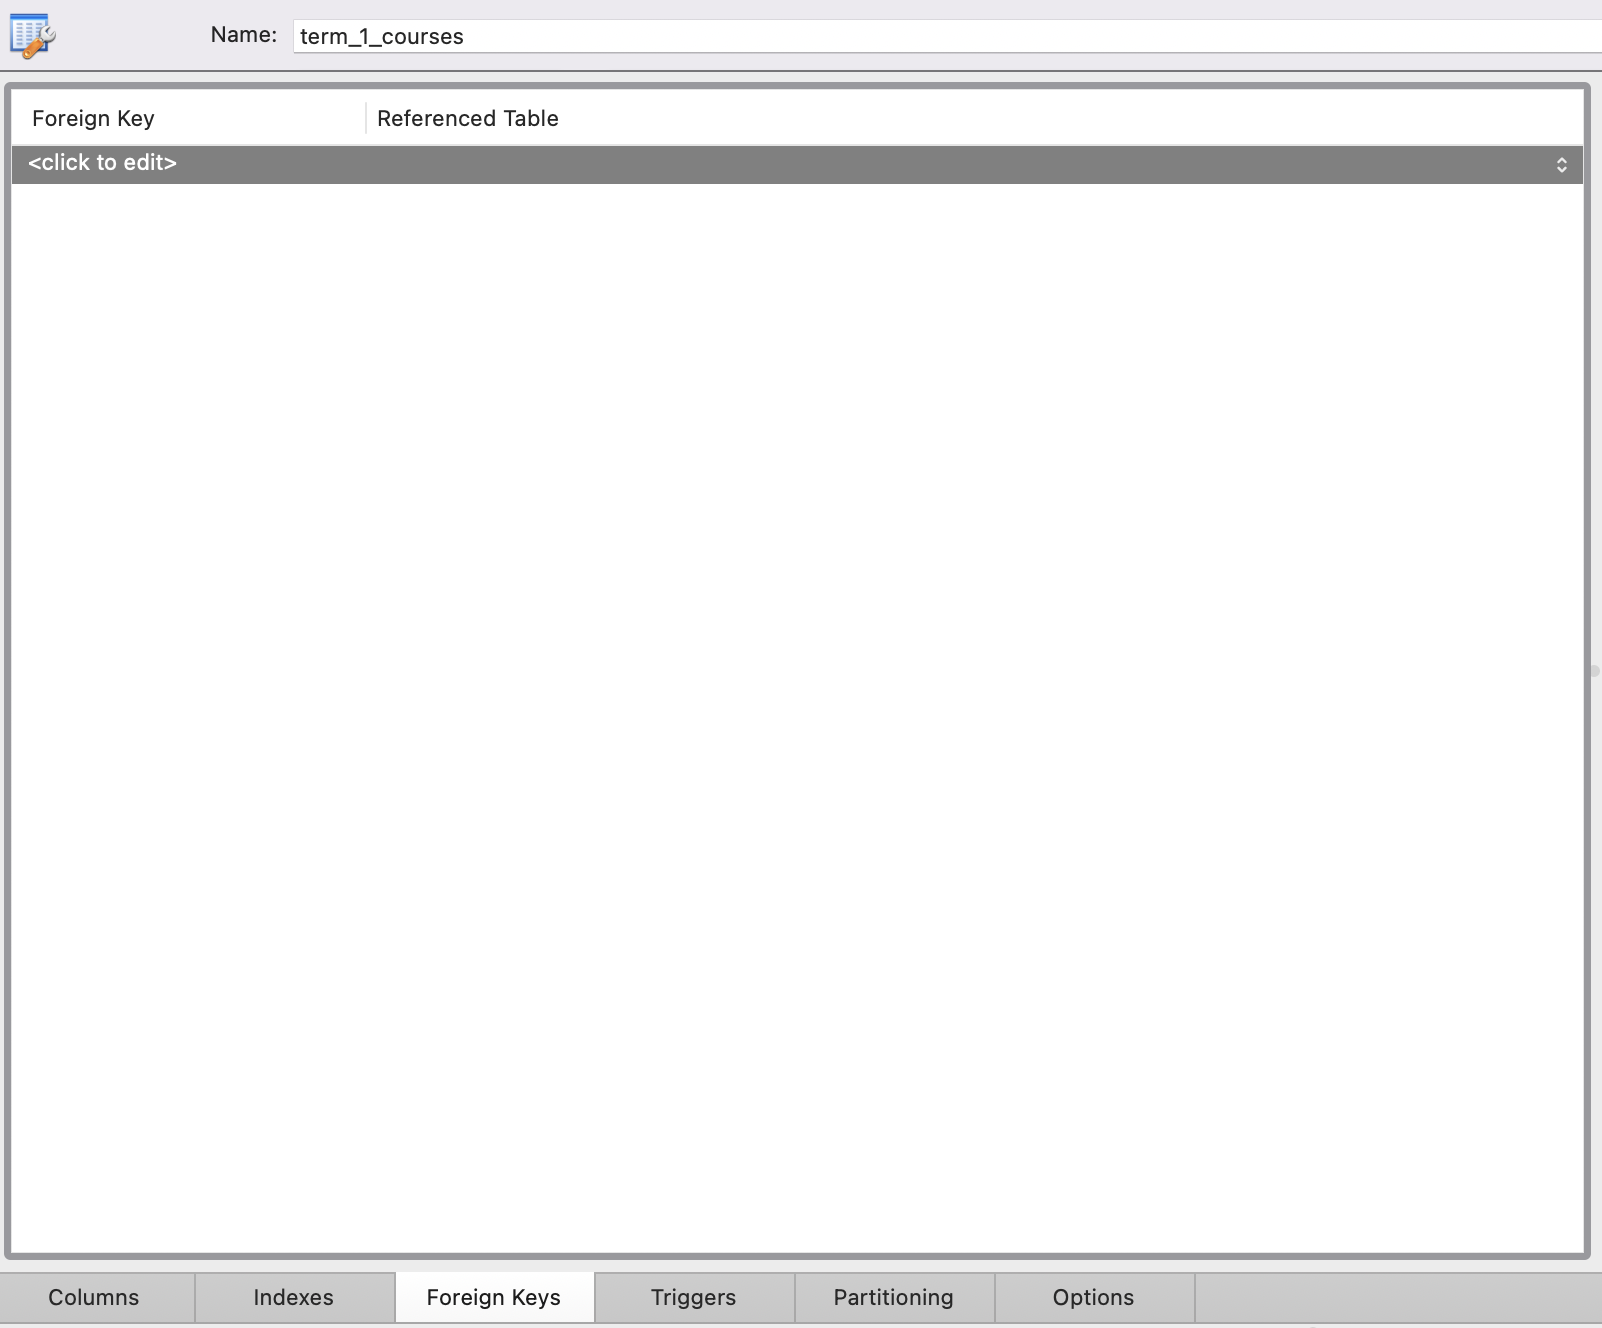 Name: term_1_courses
Foreign Key Referenced Table
<click to edit>
Columns Indexes Foreign Keys Triggers Partitioning Options